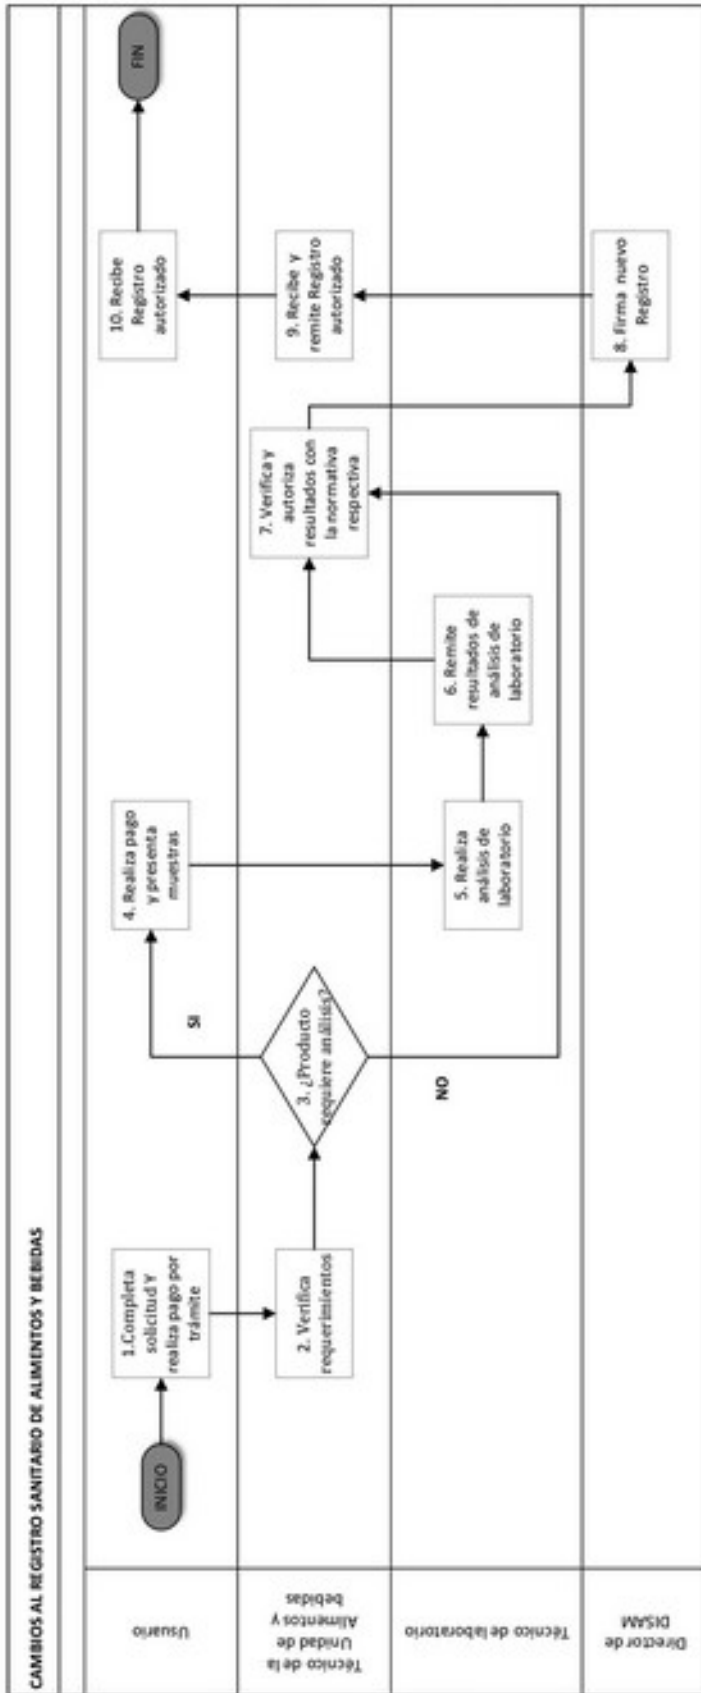 CAMBIOS AL REGISTRO SANITARIO DE ALIMENTOS Y BEBIDAS
Usuario
INICIO
1.Completa
solicitud Y
realiza pago por
trámite
4. Realiza pago
y presenta
muestras
SI
10. Recibe
Registro
autorizado
FIN
Técnico de la
Unidad de
Alimentos y
bebidas
2. Verifica
requerimientos
3. ¿Producto
requiere análisis?
7. Verifica y
autoriza
resultados con
la normativa
respectiva
9. Recibe y
remite Registro
autorizado
Técnico de laboratorio
NO
5. Realiza
análisis de
laboratorio
6. Remite
resultados de
análisis de
laboratorio
Director de
DISAM
8. Firma nuevo
Registro